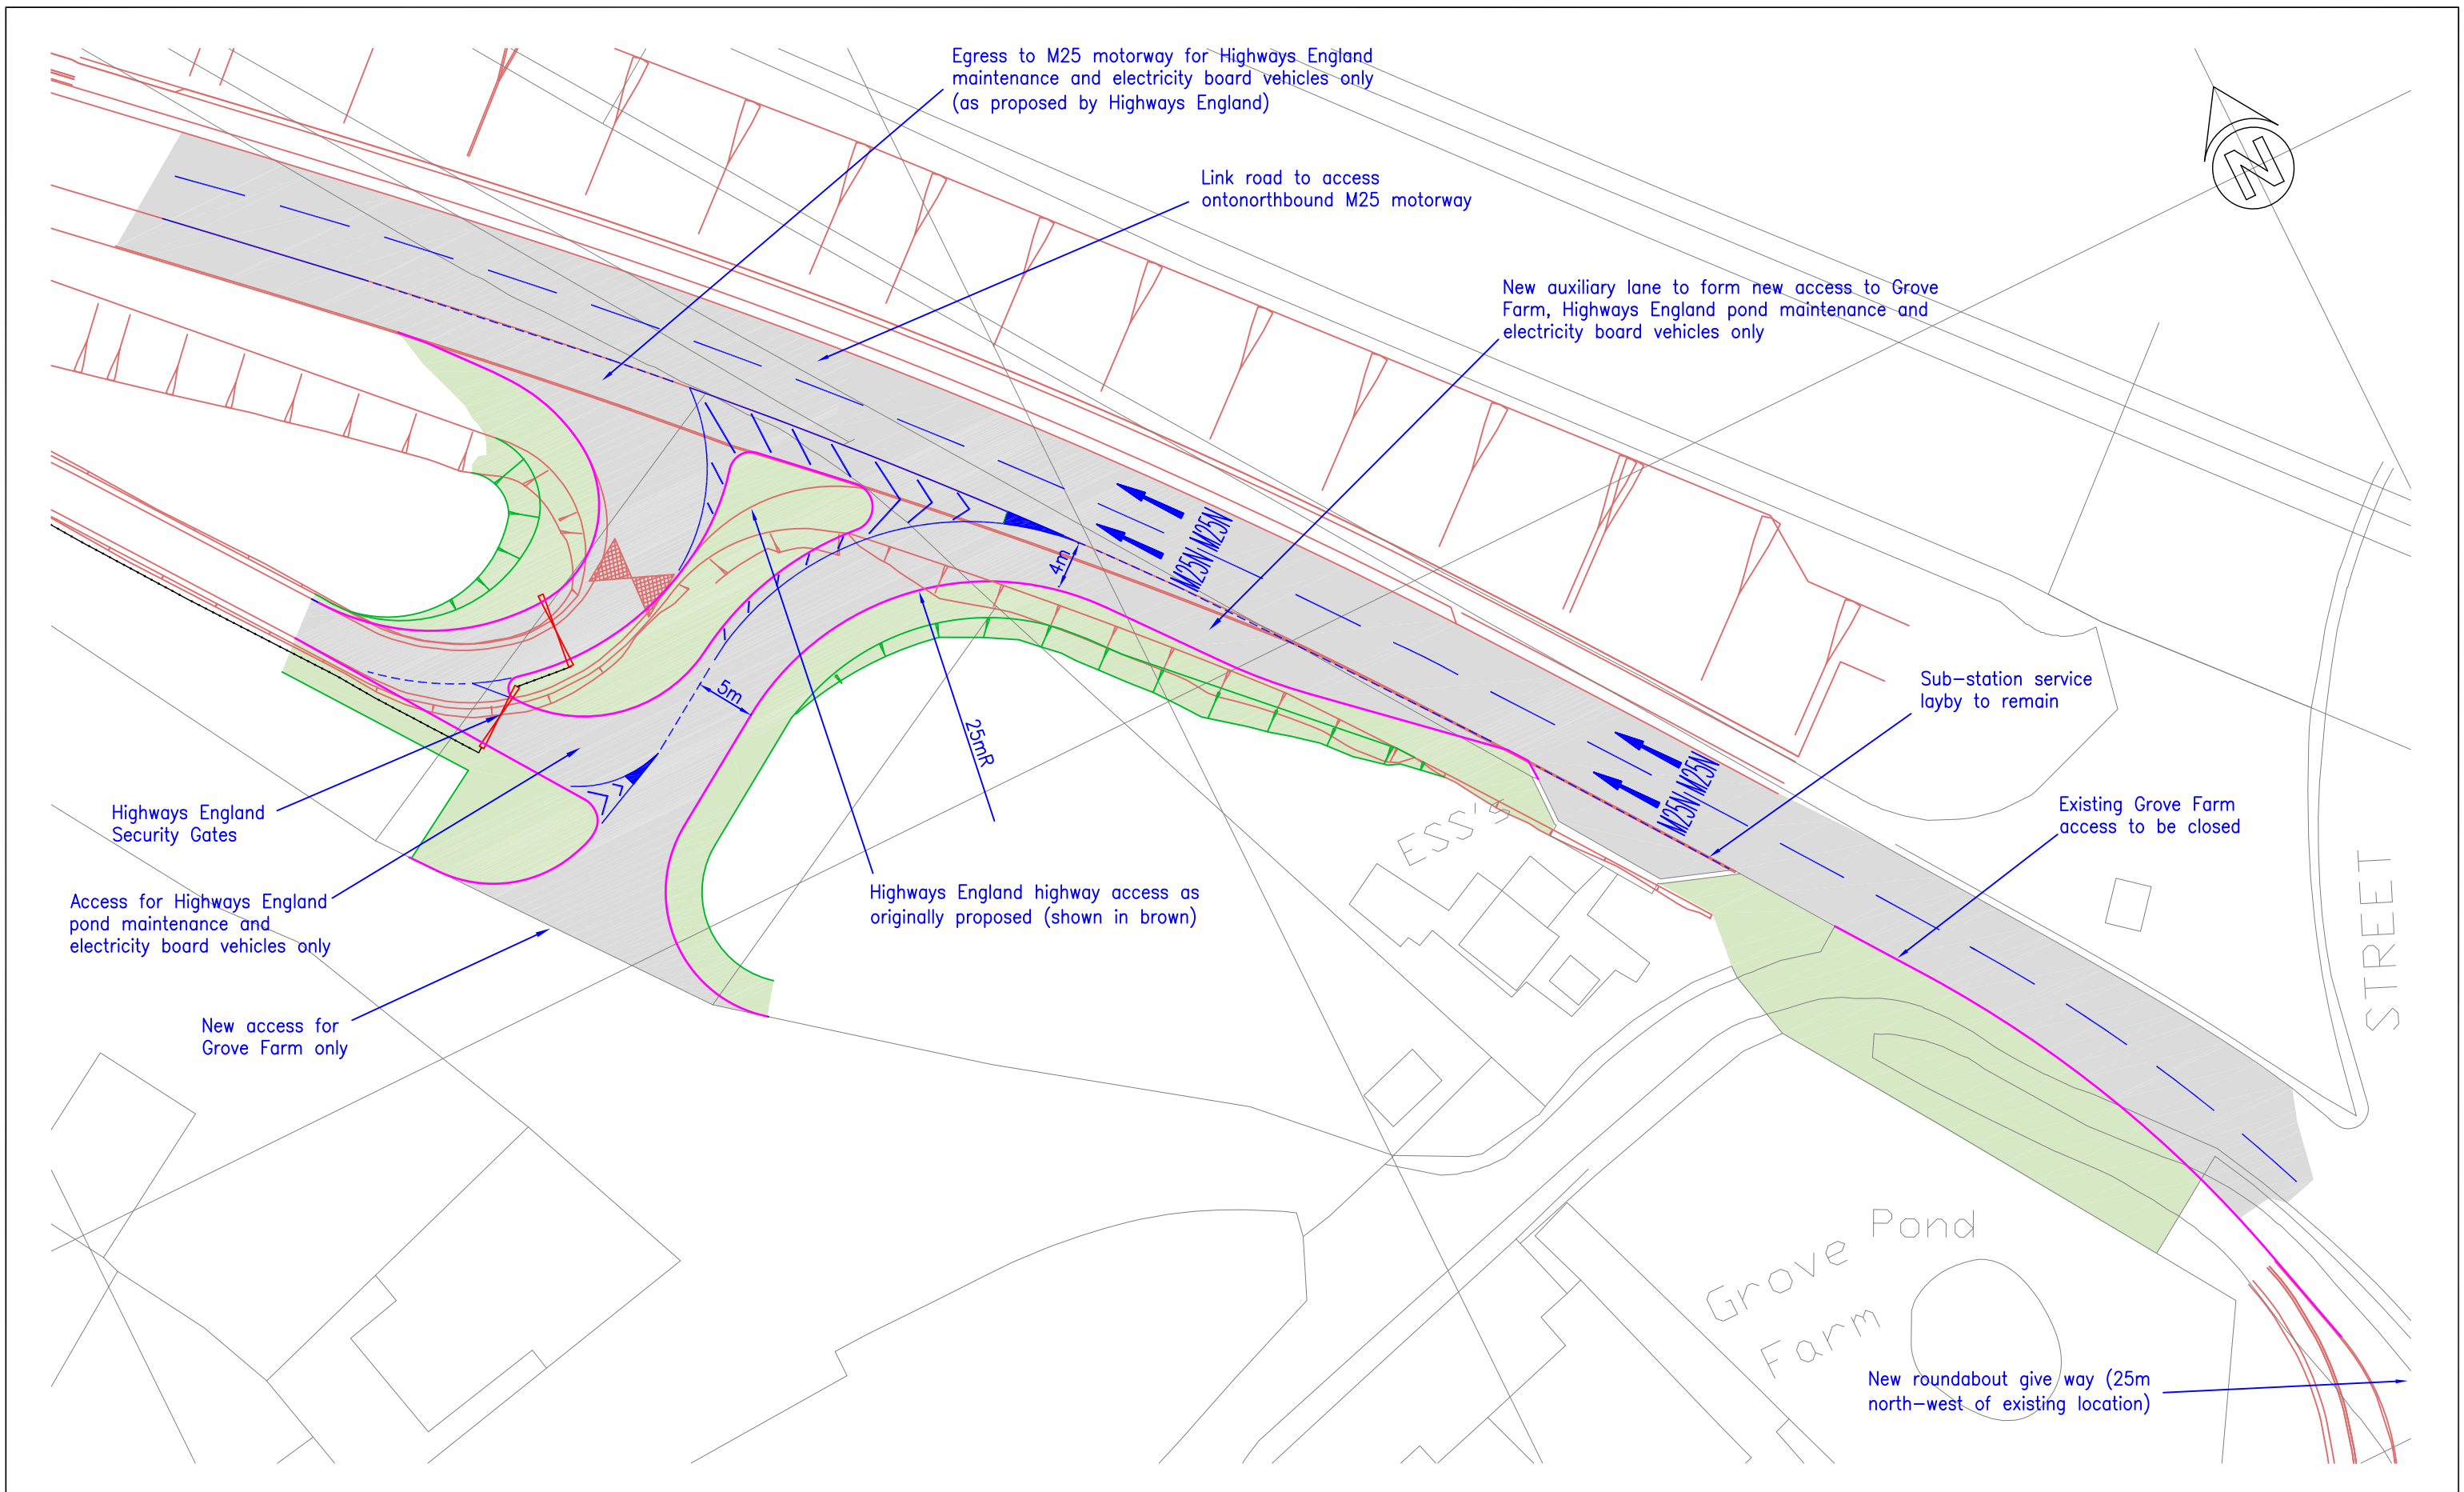 Egress to M25 motorway for Highways England
maintenance and electricity board vehicles only
(as proposed by Highways England)
N
Link road to access
ontonorthbound M25 motorway
New auxiliary lane to form new access to Grove
Farm, Highways England pond maintenance and
electricity board vehicles only
M25N
M25N
4m
Sub-station service
layby to remain
5m
25mR
M25N
M25N
Highways England
Security Gates
ESS's
Existing Grove Farm
access to be closed
STREET
Access for Highways England
pond maintenance and
electricity board vehicles only
Highways England highway access as
originally proposed (shown in brown)
New access for
Grove Farm only
Pond
Grove
Farm
New roundabout give way (25m
north-west of existing location)